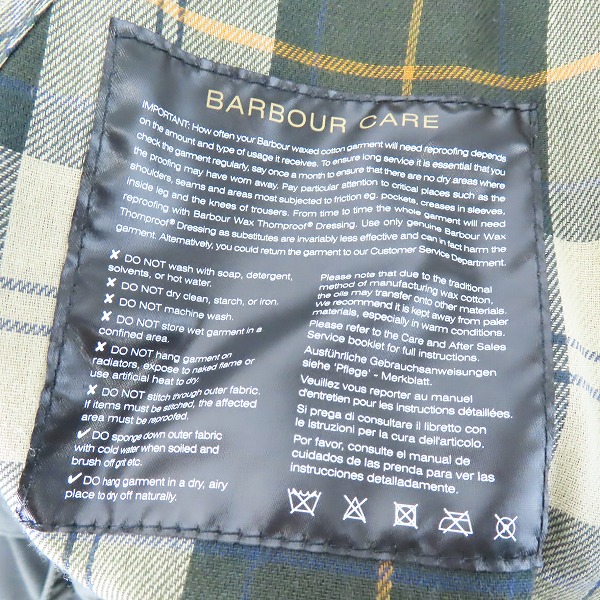 BARBOUR CARE
IMPORTANT: How often your Barbour waxed cotton garment will need reproofing depends
on the amount and type of usage it receives. To ensure long service it is essential that you
check the garment regularly, say once a month to ensure that there are no dry areas where
the proofing may have worn away. Pay particular attention to critical places such as the
shoulders, seams and areas most subjected to friction eg. pockets, creases in sleeves,
inside leg and the knees of trousers. From time to time the whole garment will need
reproofing with Barbour Wax Thornproof® Dressing. Use only genuine Barbour Wax
Thornproof® Dressing as substitutes are invariably less effective and can in fact harm the
garment. Alternatively, you could return the garment to our Customer Service Department.
✘ DO NOT wash with soap, detergent,
solvents, or hot water.
✘ DO NOT dry clean, starch, or iron.
✘ DO NOT machine wash.
✘ DO NOT store wet garment in a
confined area.
✘ DO NOT hang garment on
radiators, expose to naked flame or
use artificial heat to dry.
✘ DO NOT stitch through outer fabric.
If items must be stitched, the affected
area must be reproofed.
✔ DO sponge down outer fabric
with cold water when soiled and
brush off grit etc.
✔ DO hang garment in a dry, airy
place to dry off naturally.
Please note that due to the traditional
method of manufacturing wax cotton,
the oils may transfer onto other materials.
We recommend it is kept away from paler
materials, especially in warm conditions.
Please refer to the Care and After Sales
Service booklet for full instructions.
Ausführliche Gebrauchsanweisungen
siehe 'Pflege' - Merkblatt.
Veuillez vous reporter au manuel
d'entretien pour les instructions détaillées.
Si prega di consultare il libretto con
le istruzioni per la cura dell'articolo.
Por favor, consulte el manual de
cuidados de las prenda para ver las
instrucciones detalladamente.